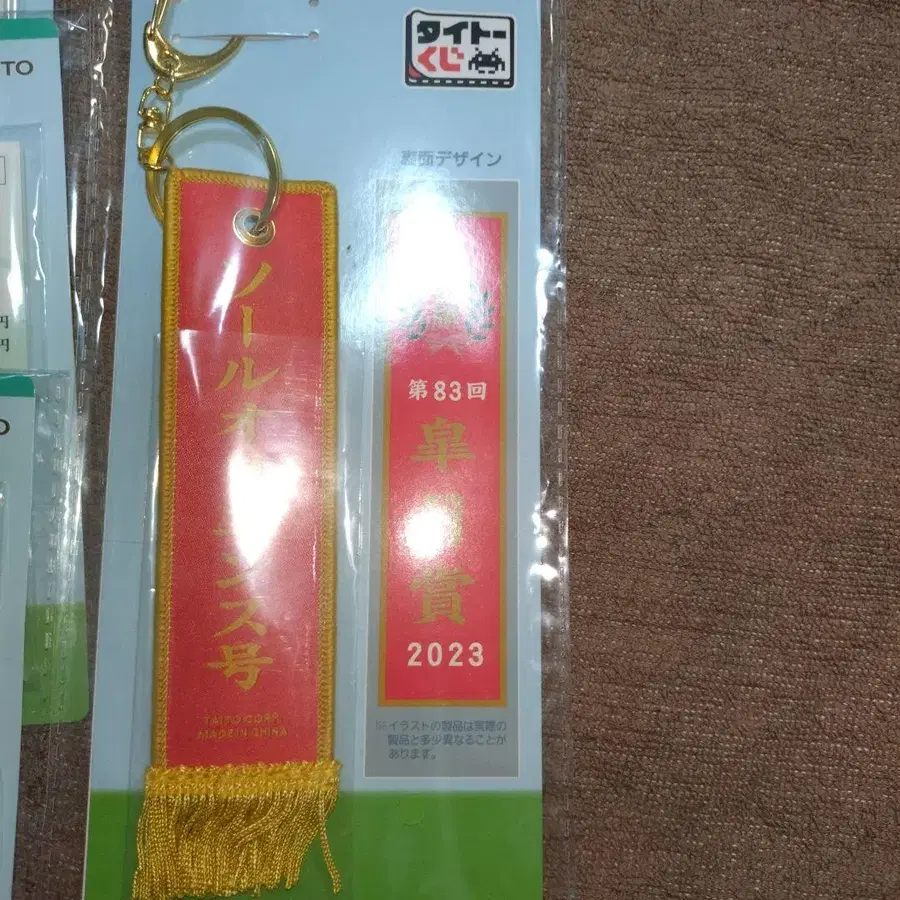 TO
円
円
O
タイトー
くじ
裏面デザイン
ールオ ンス号
TAITO CORP.
MADE IN CHINA
第83回
皐月賞
2023
※イラストの製品は実際の
製品と多少異なることが
あります。